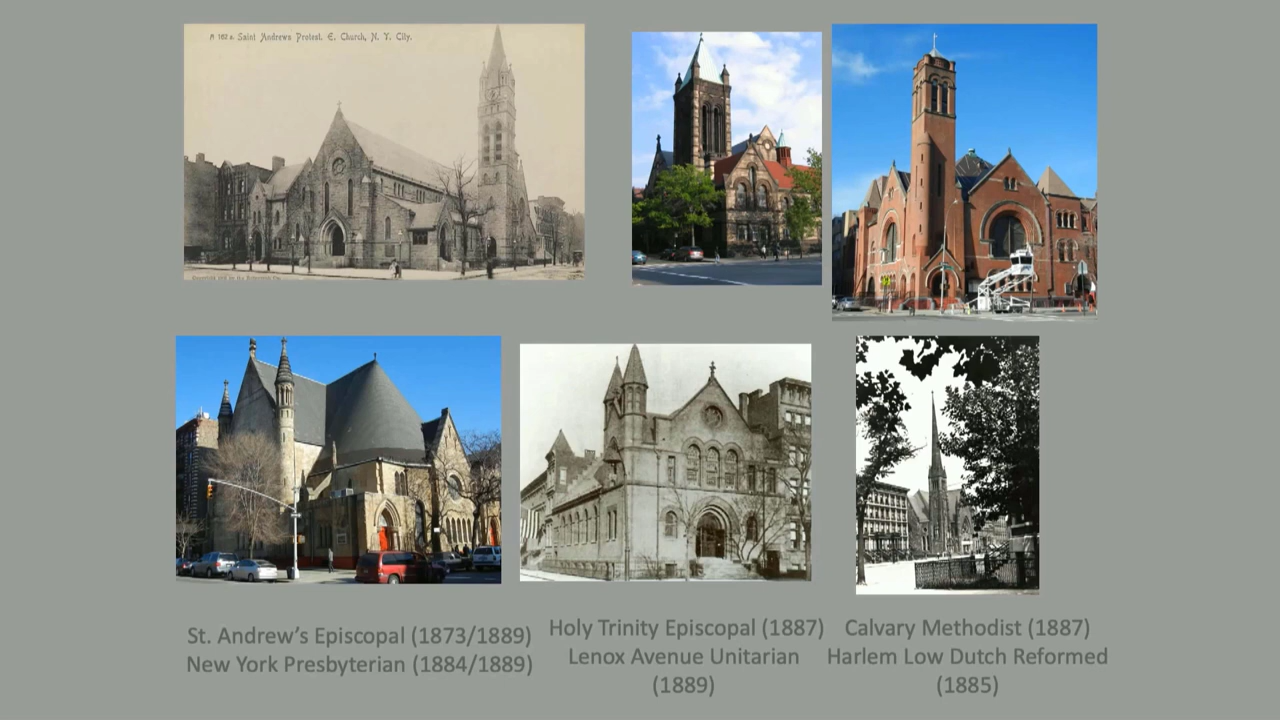 A 162 a. Saint Andrews Protest. E. Church, N. Y. City.
St. Andrew's Episcopal (1873/1889)
New York Presbyterian (1884/1889)
Holy Trinity Episcopal (1887)
Lenox Avenue Unitarian
(1889)
Calvary Methodist (1887)
Harlem Low Dutch Reformed
(1885)